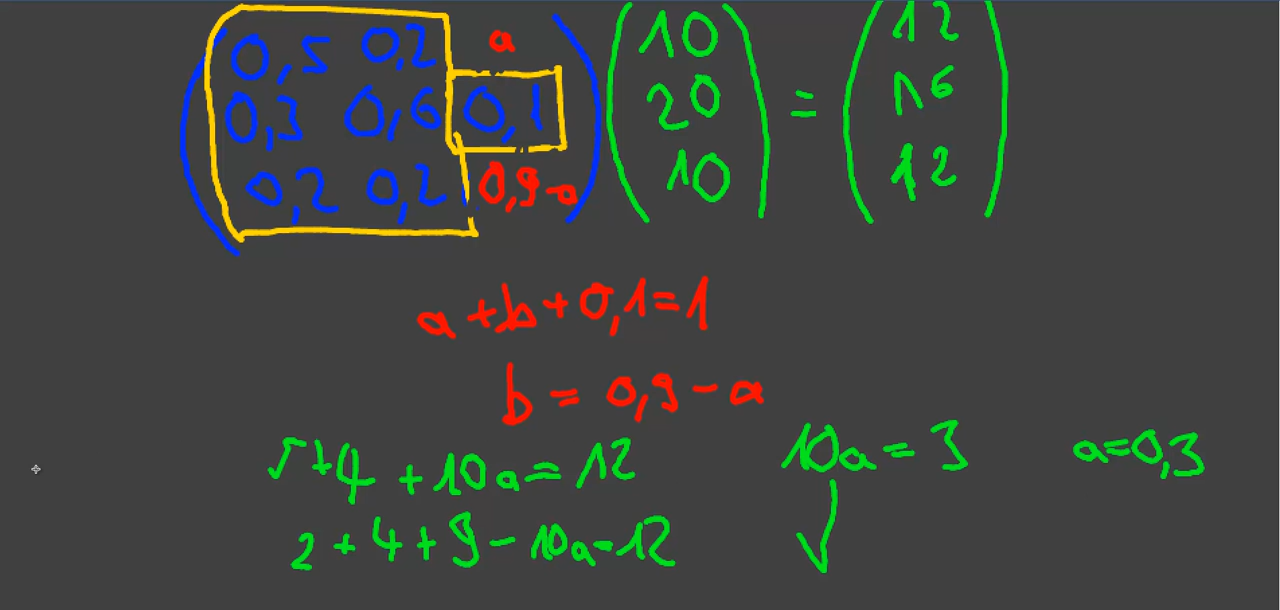 0,5 0,2 a 10 12
0,3 0,6 0,1 20 = 16
0,2 0,2 0,9-a 10 12
a+b+0,1=1
b=0,9-a
5+4+10a=12 10a=3 a=0,3
2+4+9-10a=12 √